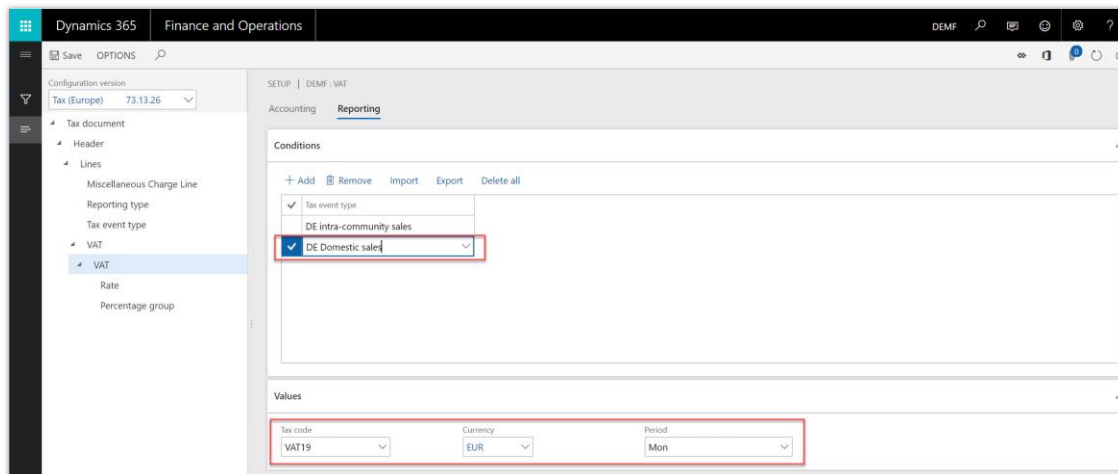 Dynamics 365 Finance and Operations DEMF ?
Save OPTIONS 0
Configuration version
Tax (Europe) 73.13.26
Tax document
Header
Lines
Miscellaneous Charge Line
Reporting type
Tax event type
VAT
VAT
Rate
Percentage group
SETUP | DEMF : VAT
Accounting Reporting
Conditions
+ Add Remove Import Export Delete all
Tax event type
DE intra-community sales
DE Domestic sales
Values
Tax code Currency Period
VAT19 EUR Mon